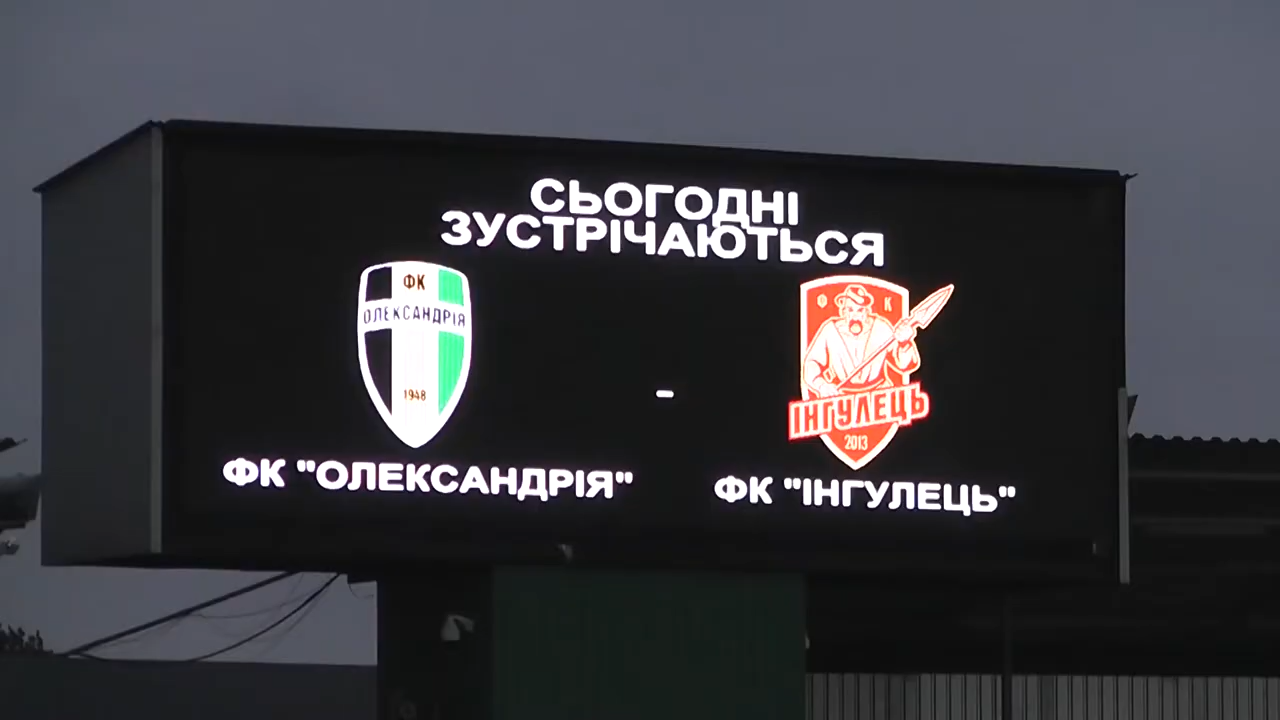 СЬОГОДНІ
ЗУСТРІЧАЮТЬСЯ
ФК
ОЛЕКСАНДРІЯ
1948
Ф К
ІНГУЛЕЦЬ
2013
-
ФК "ОЛЕКСАНДРІЯ"
ФК "ІНГУЛЕЦЬ"